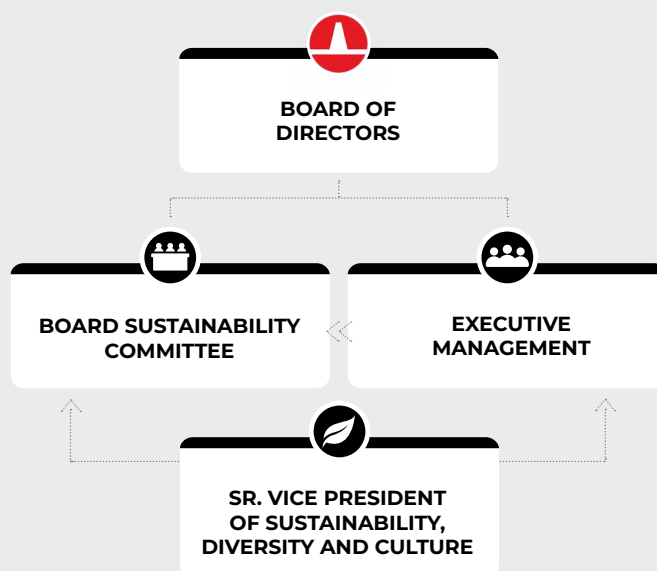 BOARD OF
DIRECTORS
BOARD SUSTAINABILITY
COMMITTEE
EXECUTIVE
MANAGEMENT
SR. VICE PRESIDENT
OF SUSTAINABILITY,
DIVERSITY AND CULTURE